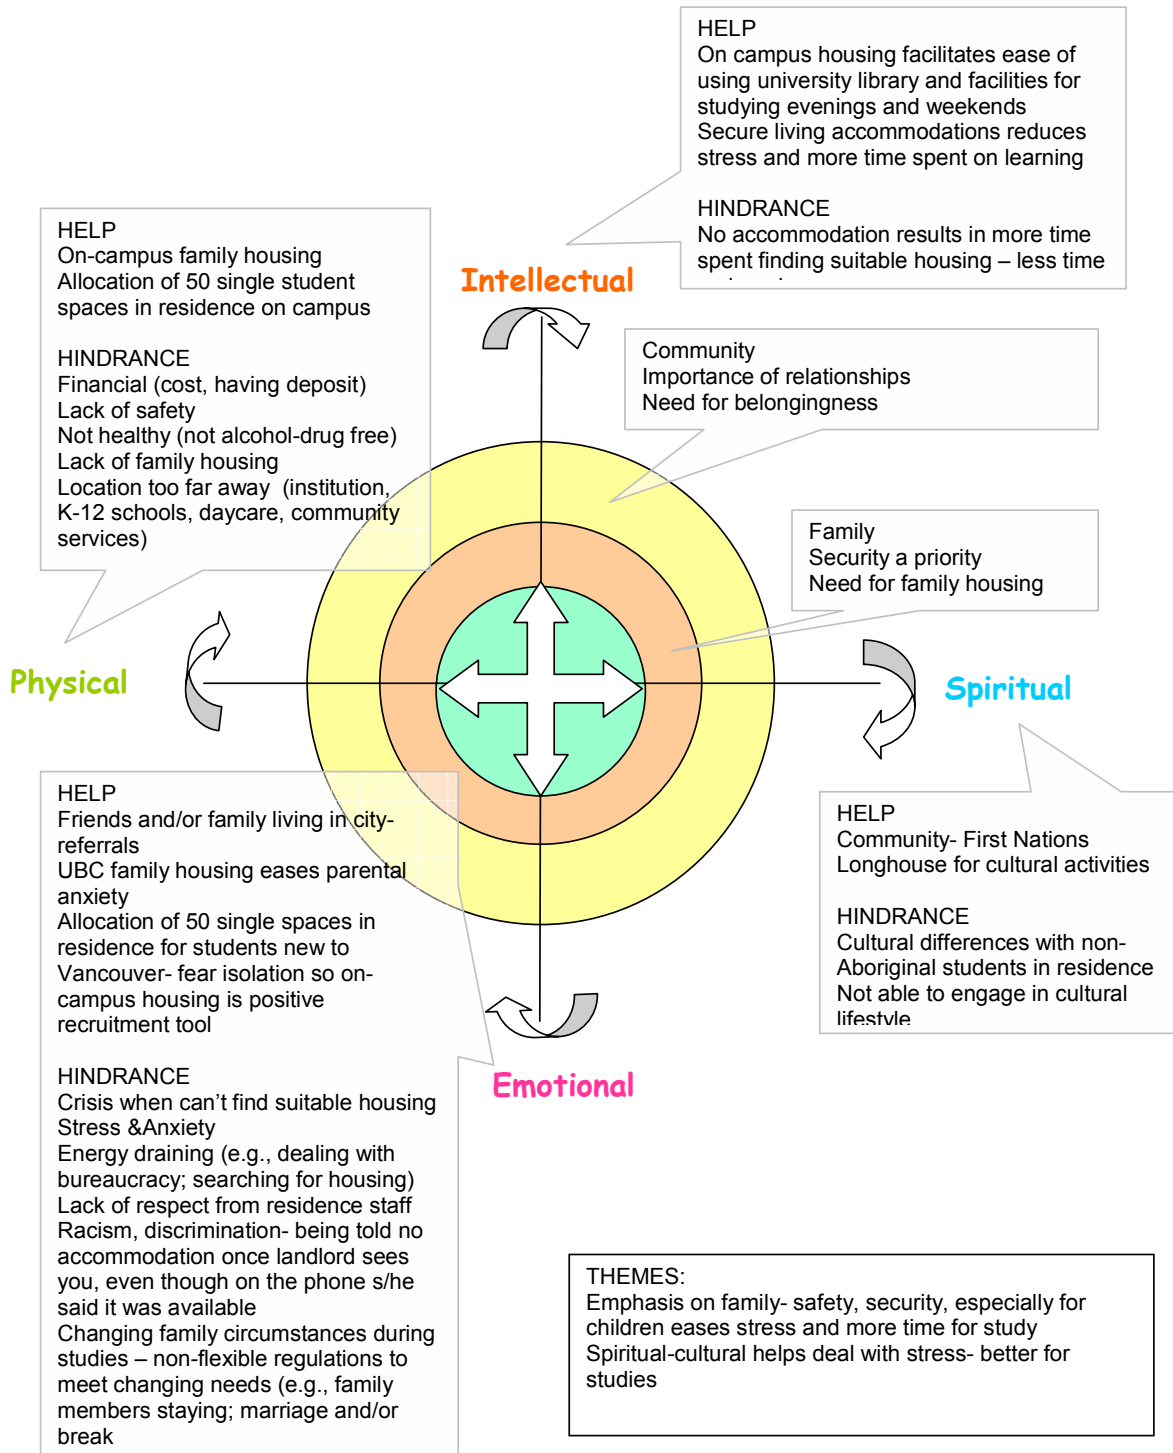 HELP
On campus housing facilitates ease of
using university library and facilities for
studying evenings and weekends
Secure living accommodations reduces
stress and more time spent on learning
HINDRANCE
No accommodation results in more time
spent finding suitable housing – less time
HELP
On-campus family housing
Allocation of 50 single student
spaces in residence on campus
HINDRANCE
Financial (cost, having deposit)
Lack of safety
Not healthy (not alcohol-drug free)
Lack of family housing
Location too far away (institution,
K-12 schools, daycare, community
services)
Intellectual
Community
Importance of relationships
Need for belongingness
Family
Security a priority
Need for family housing
Physical
Spiritual
HELP
Friends and/or family living in city-
referrals
UBC family housing eases parental
anxiety
Allocation of 50 single spaces in
residence for students new to
Vancouver- fear isolation so on-
campus housing is positive
recruitment tool
HINDRANCE
Crisis when can’t find suitable housing
Stress &Anxiety
Energy draining (e.g., dealing with
bureaucracy; searching for housing)
Lack of respect from residence staff
Racism, discrimination- being told no
accommodation once landlord sees
you, even though on the phone s/he
said it was available
Changing family circumstances during
studies – non-flexible regulations to
meet changing needs (e.g., family
members staying; marriage and/or
break
HELP
Community- First Nations
Longhouse for cultural activities
HINDRANCE
Cultural differences with non-
Aboriginal students in residence
Not able to engage in cultural
lifestyle
Emotional
THEMES:
Emphasis on family- safety, security, especially for
children eases stress and more time for study
Spiritual-cultural helps deal with stress- better for
studies